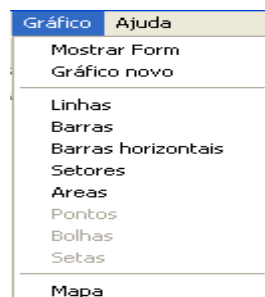 Gráfico Ajuda
Mostrar Form
Gráfico novo
Linhas
Barras
Barras horizontais
Setores
Areas
Pontos
Bolhas
Setas
Mapa